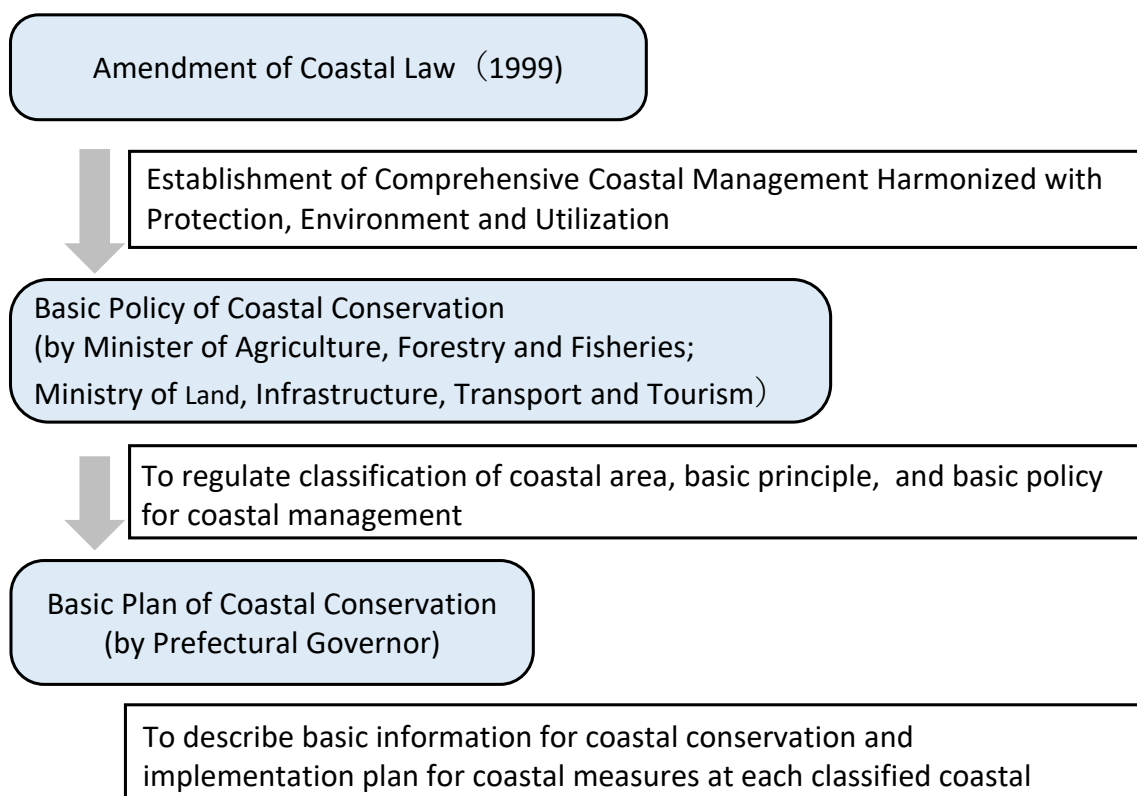 Amendment of Coastal Law（1999)
Establishment of Comprehensive Coastal Management Harmonized with
Protection, Environment and Utilization
Basic Policy of Coastal Conservation
(by Minister of Agriculture, Forestry and Fisheries;
Ministry of Land, Infrastructure, Transport and Tourism）
To regulate classification of coastal area, basic principle, and basic policy
for coastal management
Basic Plan of Coastal Conservation
(by Prefectural Governor)
To describe basic information for coastal conservation and
implementation plan for coastal measures at each classified coastal